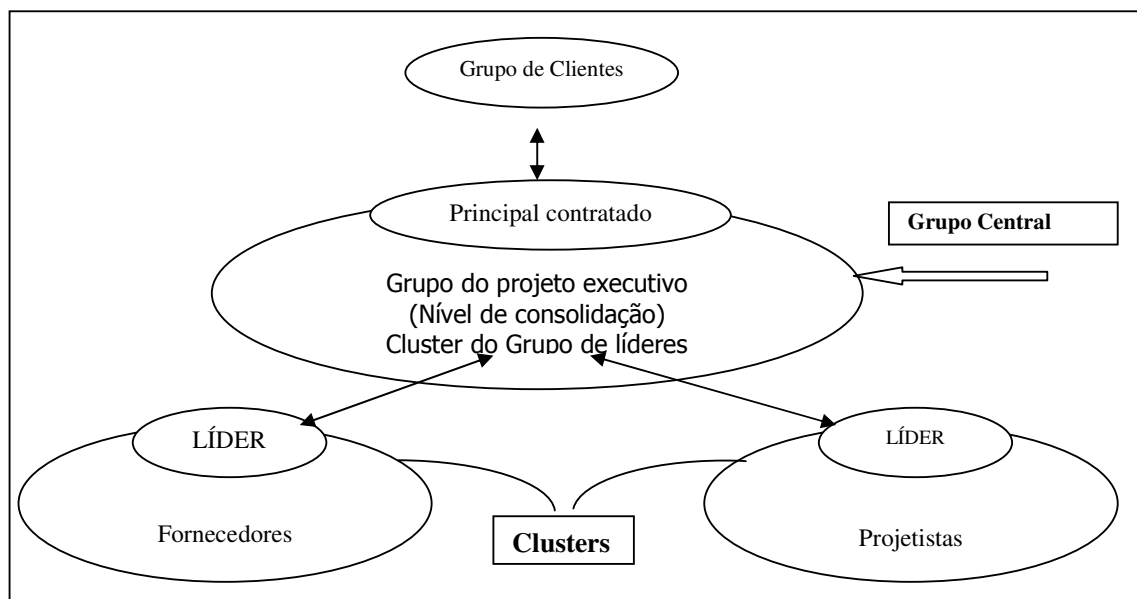 Grupo de Clientes
Principal contratado
Grupo Central
Grupo do projeto executivo
(Nível de consolidação)
Cluster do Grupo de líderes
LÍDER
LÍDER
Fornecedores
Clusters
Projetistas